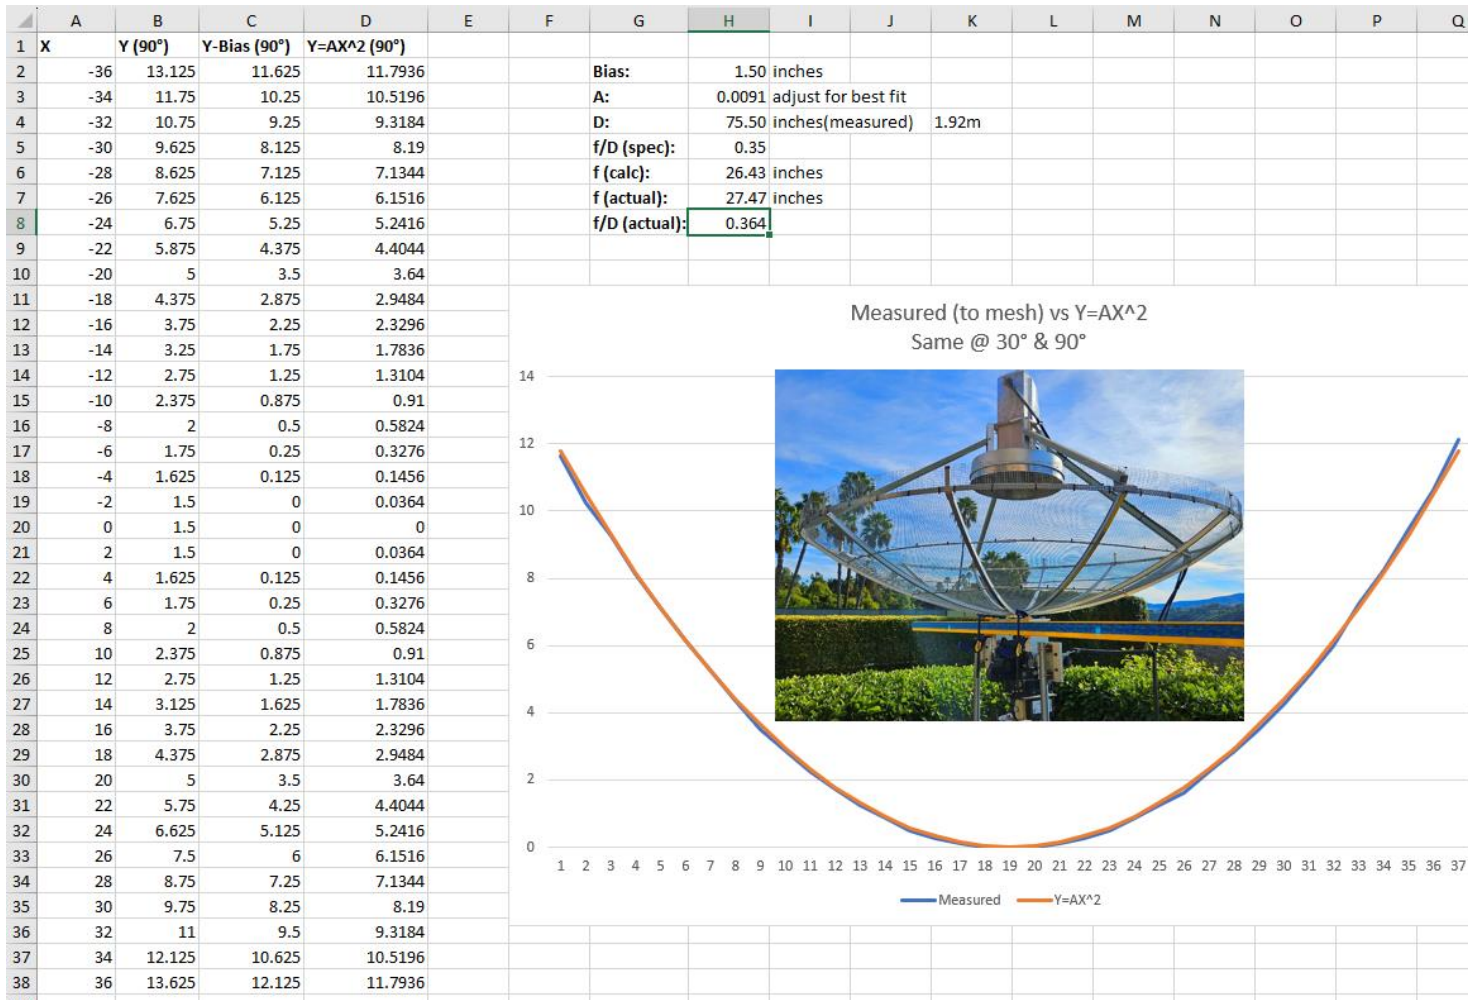 A B C D E F G H I J K L M N O P Q
1 X Y (90°) Y-Bias (90°) Y=AX^2 (90°)
2 -36 13.125 11.625 11.7936 Bias: 1.50 inches
3 -34 11.75 10.25 10.5196 A: 0.0091 adjust for best fit
4 -32 10.75 9.25 9.3184 D: 75.50 inches(measured) 1.92m
5 -30 9.625 8.125 8.19 f/D (spec): 0.35
6 -28 8.625 7.125 7.1344 f (calc): 26.43 inches
7 -26 7.625 6.125 6.1516 f (actual): 27.47 inches
8 -24 6.75 5.25 5.2416 f/D (actual): 0.364
9 -22 5.875 4.375 4.4044
10 -20 5 3.5 3.64
11 -18 4.375 2.875 2.9484
12 -16 3.75 2.25 2.3296
13 -14 3.25 1.75 1.7836
14 -12 2.75 1.25 1.3104
15 -10 2.375 0.875 0.91
16 -8 2 0.5 0.5824
17 -6 1.75 0.25 0.3276
18 -4 1.625 0.125 0.1456
19 -2 1.5 0 0.0364
20 0 1.5 0 0
21 2 1.5 0 0.0364
22 4 1.625 0.125 0.1456
23 6 1.75 0.25 0.3276
24 8 2 0.5 0.5824
25 10 2.375 0.875 0.91
26 12 2.75 1.25 1.3104
27 14 3.125 1.625 1.7836
28 16 3.75 2.25 2.3296
29 18 4.375 2.875 2.9484
30 20 5 3.5 3.64
31 22 5.75 4.25 4.4044
32 24 6.625 5.125 5.2416
33 26 7.5 6 6.1516
34 28 8.75 7.25 7.1344
35 30 9.75 8.25 8.19
36 32 11 9.5 9.3184
37 34 12.125 10.625 10.5196
38 36 13.625 12.125 11.7936
Measured (to mesh) vs Y=AX^2
Same @ 30° & 90°
14
12
10
8
6
4
2
0
1 2 3 4 5 6 7 8 9 10 11 12 13 14 15 16 17 18 19 20 21 22 23 24 25 26 27 28 29 30 31 32 33 34 35 36 37
Measured Y=AX^2